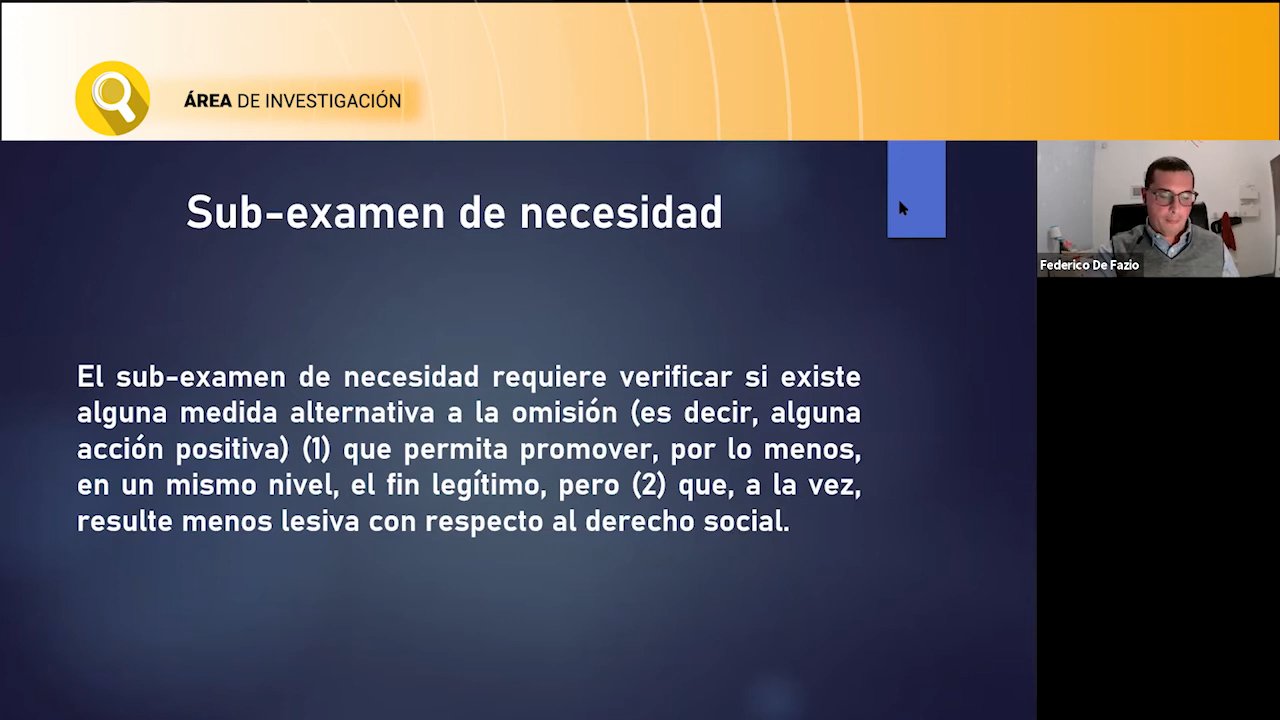 ÁREA DE INVESTIGACIÓN
Sub-examen de necesidad
El sub-examen de necesidad requiere verificar si existe
alguna medida alternativa a la omisión (es decir, alguna
acción positiva) (1) que permita promover, por lo menos,
en un mismo nivel, el fin legítimo, pero (2) que, a la vez,
resulte menos lesiva con respecto al derecho social.
Federico De Fazio